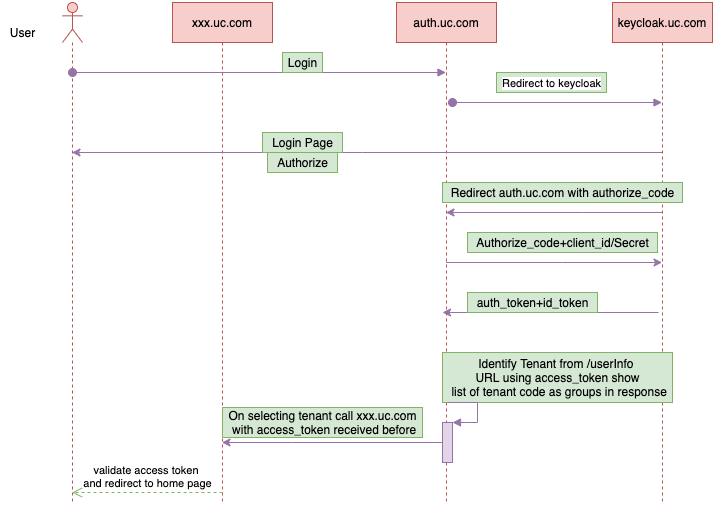 User
xxx.uc.com
auth.uc.com
keycloak.uc.com
Login
Redirect to keycloak
Login Page
Authorize
Redirect auth.uc.com with authorize_code
Authorize_code+client_id/Secret
auth_token+id_token
Identify Tenant from /userInfo
URL using access_token show
list of tenant code as groups in response
On selecting tenant call xxx.uc.com
with access_token received before
validate access token
and redirect to home page